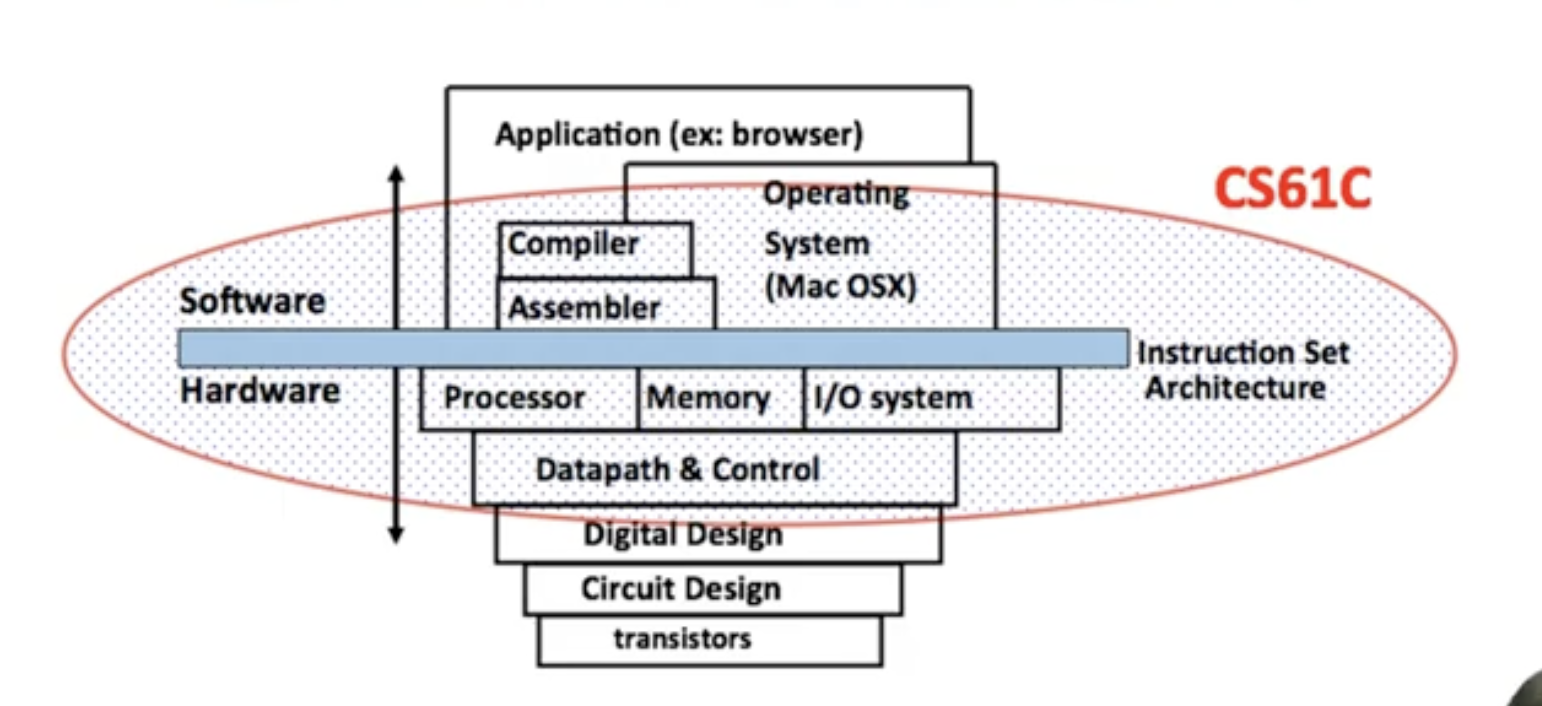 Application (ex: browser)
CS61C
Operating
System
(Mac OSX)
Compiler
Assembler
Software
Instruction Set
Architecture
Hardware
Processor
Memory
I/O system
Datapath & Control
Digital Design
Circuit Design
transistors